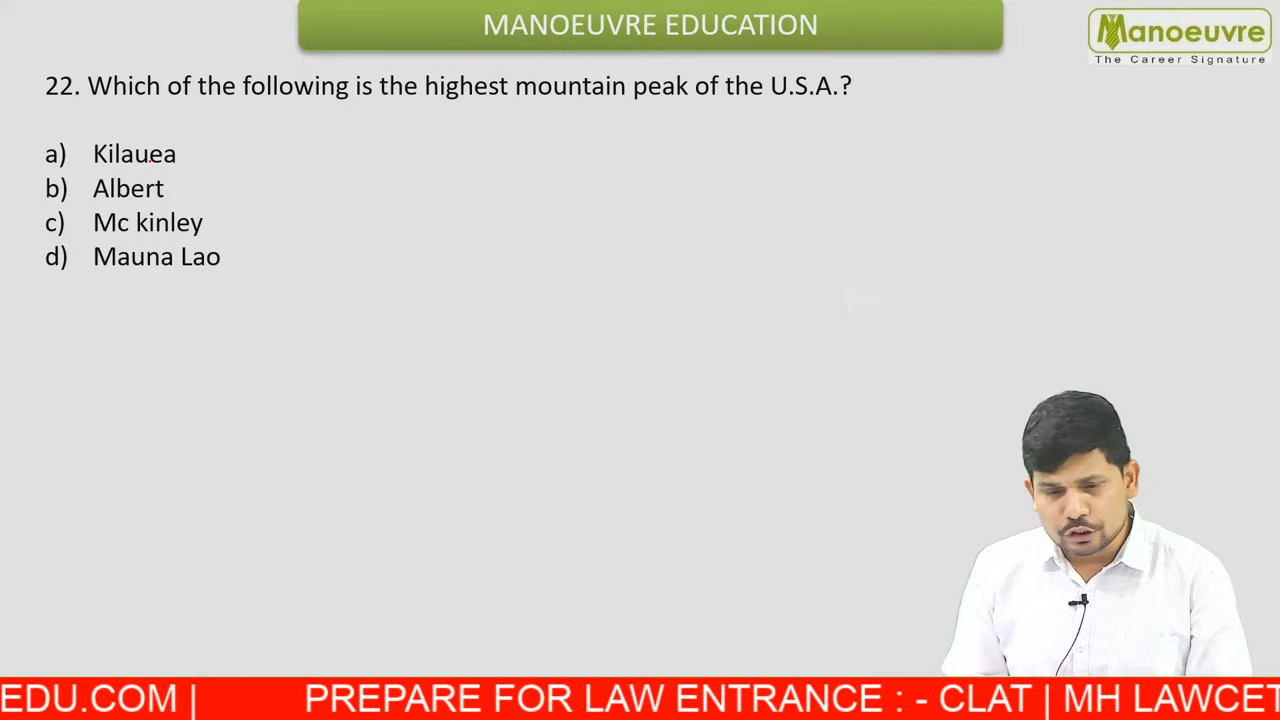 MANOEUVRE EDUCATION
Manoeuvre
The Career Signature
22. Which of the following is the highest mountain peak of the U.S.A.?
a) Kilauea
b) Albert
c) Mc kinley
d) Mauna Lao
EDU.COM | PREPARE FOR LAW ENTRANCE : - CLAT | MH LAWCET